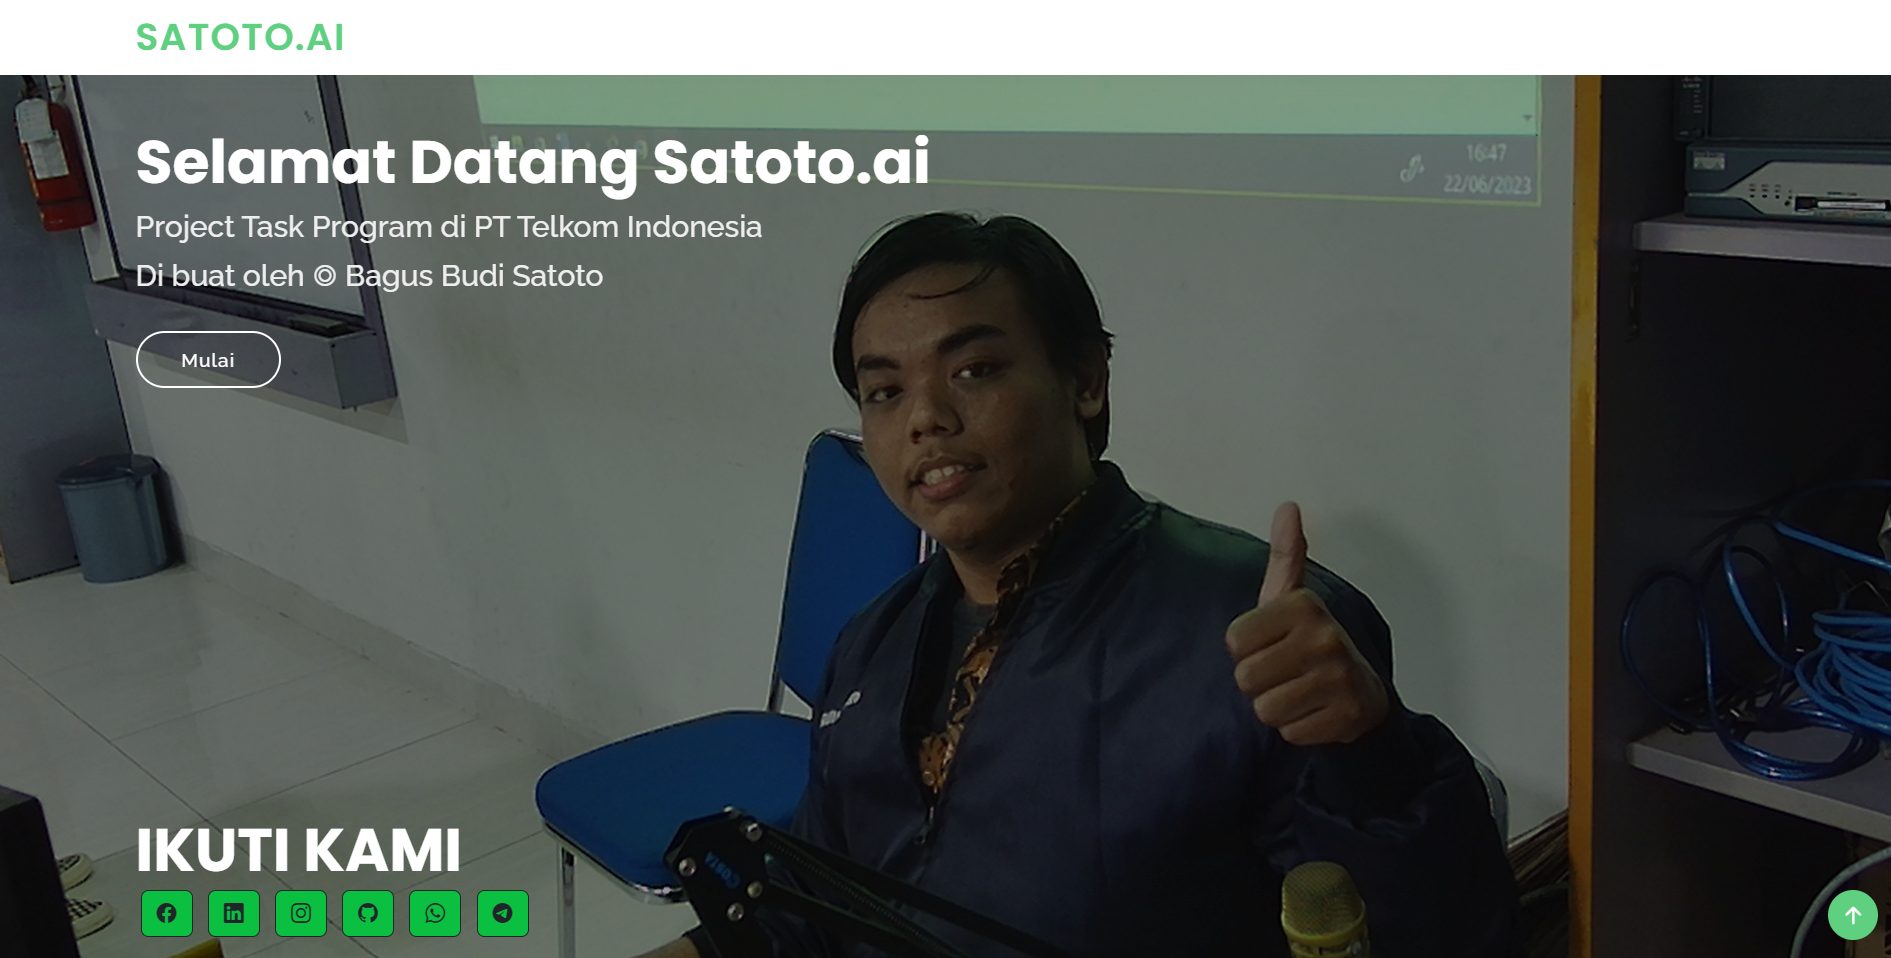 SATOTO.AI
Selamat Datang Satoto.ai
16:47
22/06/2023
Project Task Program di PT Telkom Indonesia
Di buat oleh © Bagus Budi Satoto
Mulai
COSTA
IKUTI KAMI